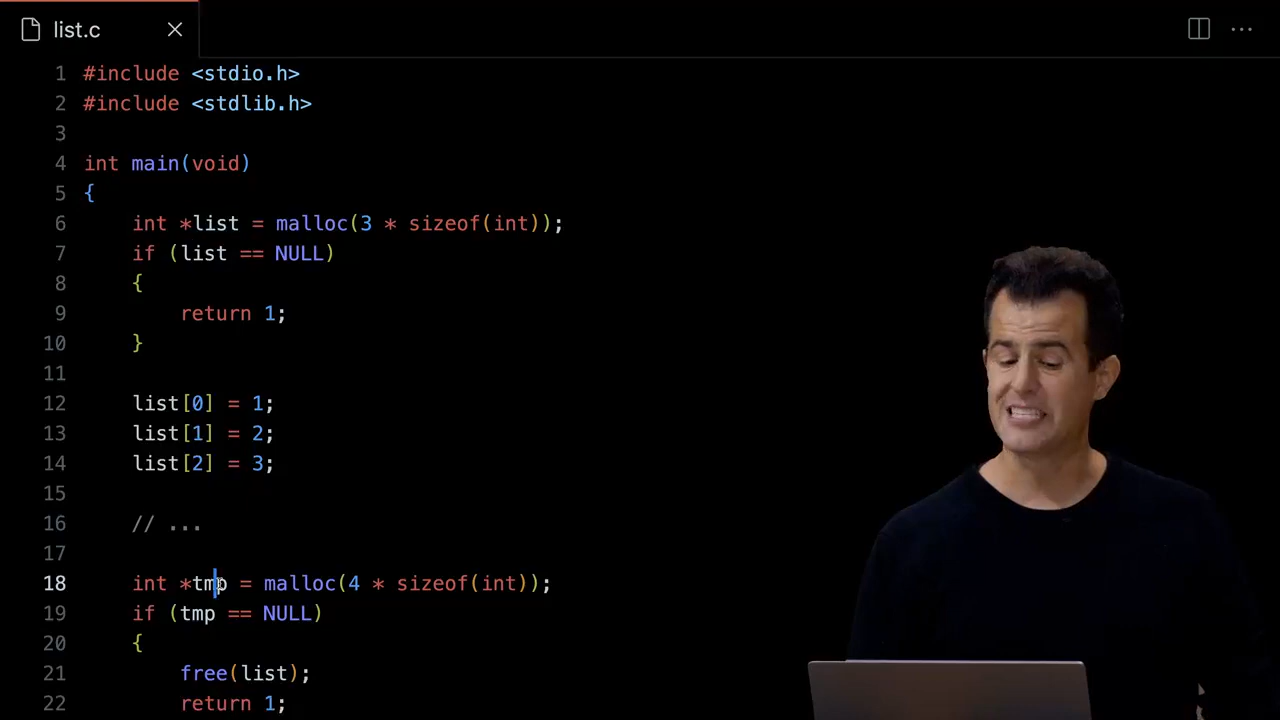 list.c
1 #include <stdio.h>
2 #include <stdlib.h>
3
4 int main(void)
5 {
6     int *list = malloc(3 * sizeof(int));
7     if (list == NULL)
8     {
9         return 1;
10     }
11
12     list[0] = 1;
13     list[1] = 2;
14     list[2] = 3;
15
16     // ...
17
18     int *tmp = malloc(4 * sizeof(int));
19     if (tmp == NULL)
20     {
21         free(list);
22         return 1;